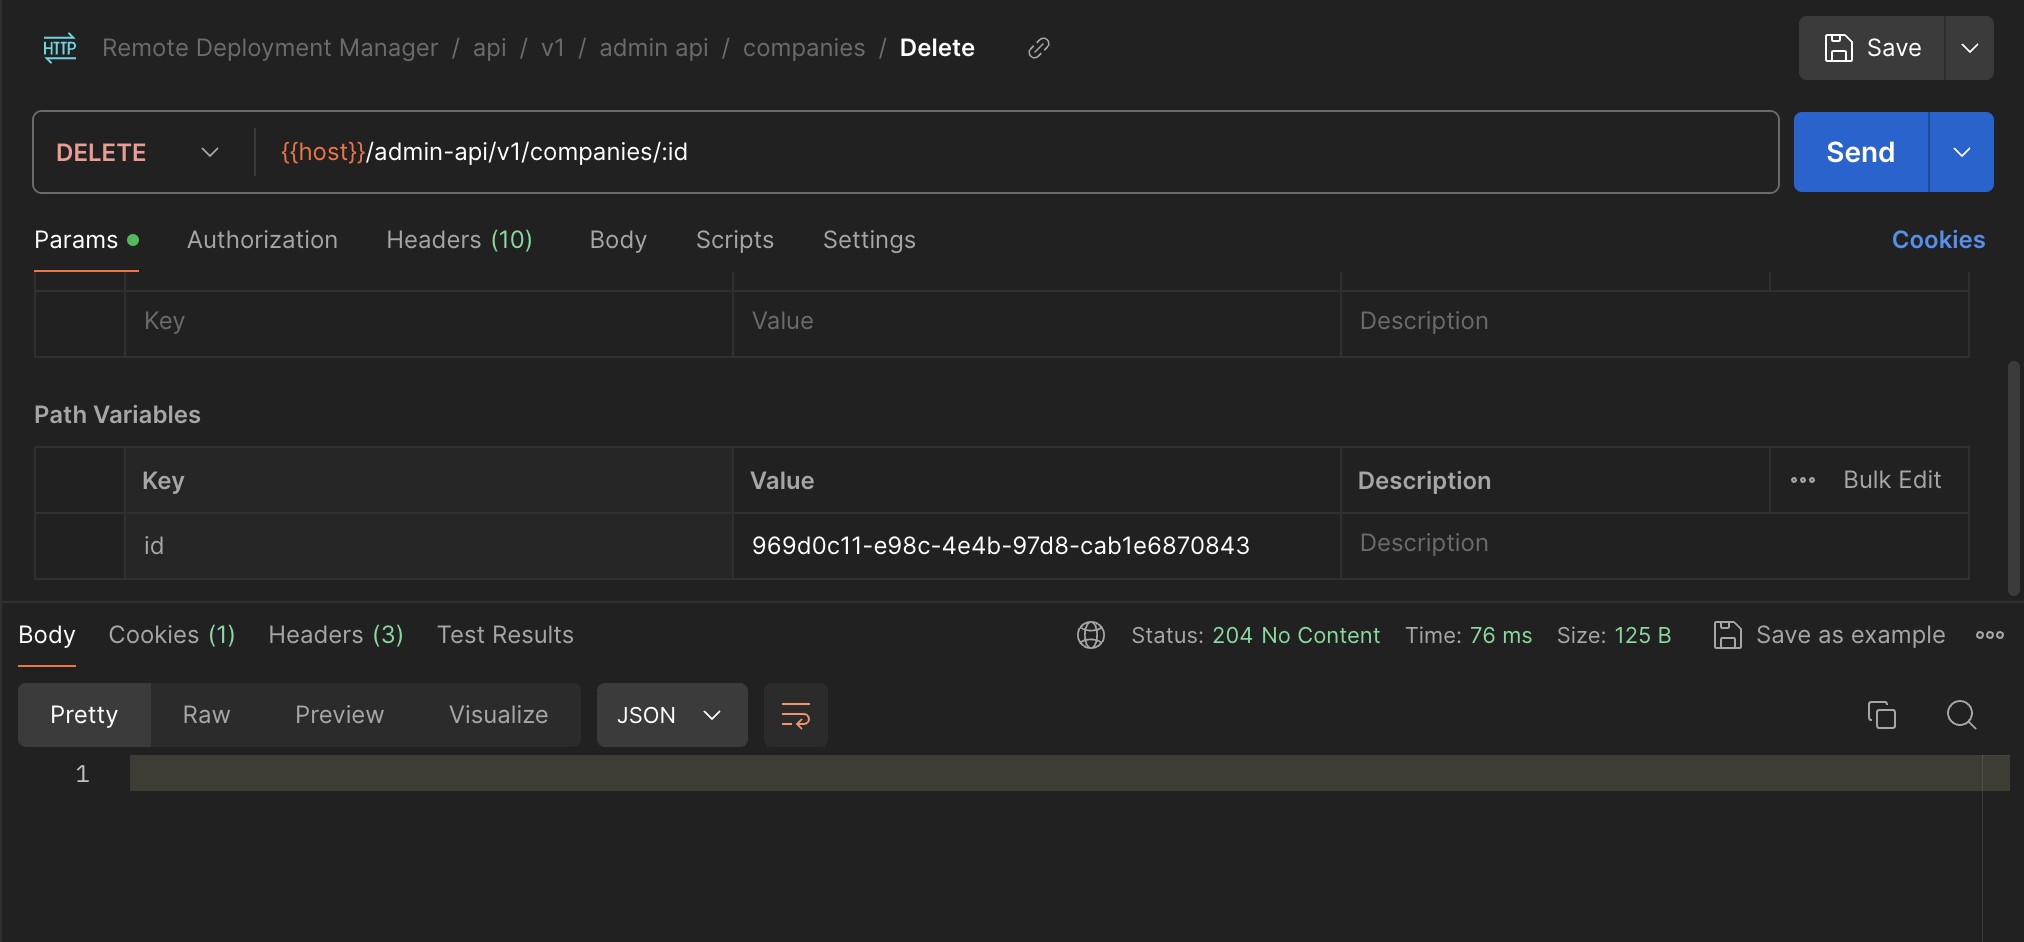 HTTP Remote Deployment Manager / api / v1 / admin api / companies / Delete Save
DELETE {{host}}/admin-api/v1/companies/:id Send
Params Authorization Headers (10) Body Scripts Settings Cookies
Key Value Description
Path Variables
Key Value Description Bulk Edit
id 969d0c11-e98c-4e4b-97d8-cab1e6870843 Description
Body Cookies (1) Headers (3) Test Results Status: 204 No Content Time: 76 ms Size: 125 B Save as example
Pretty Raw Preview Visualize JSON
1